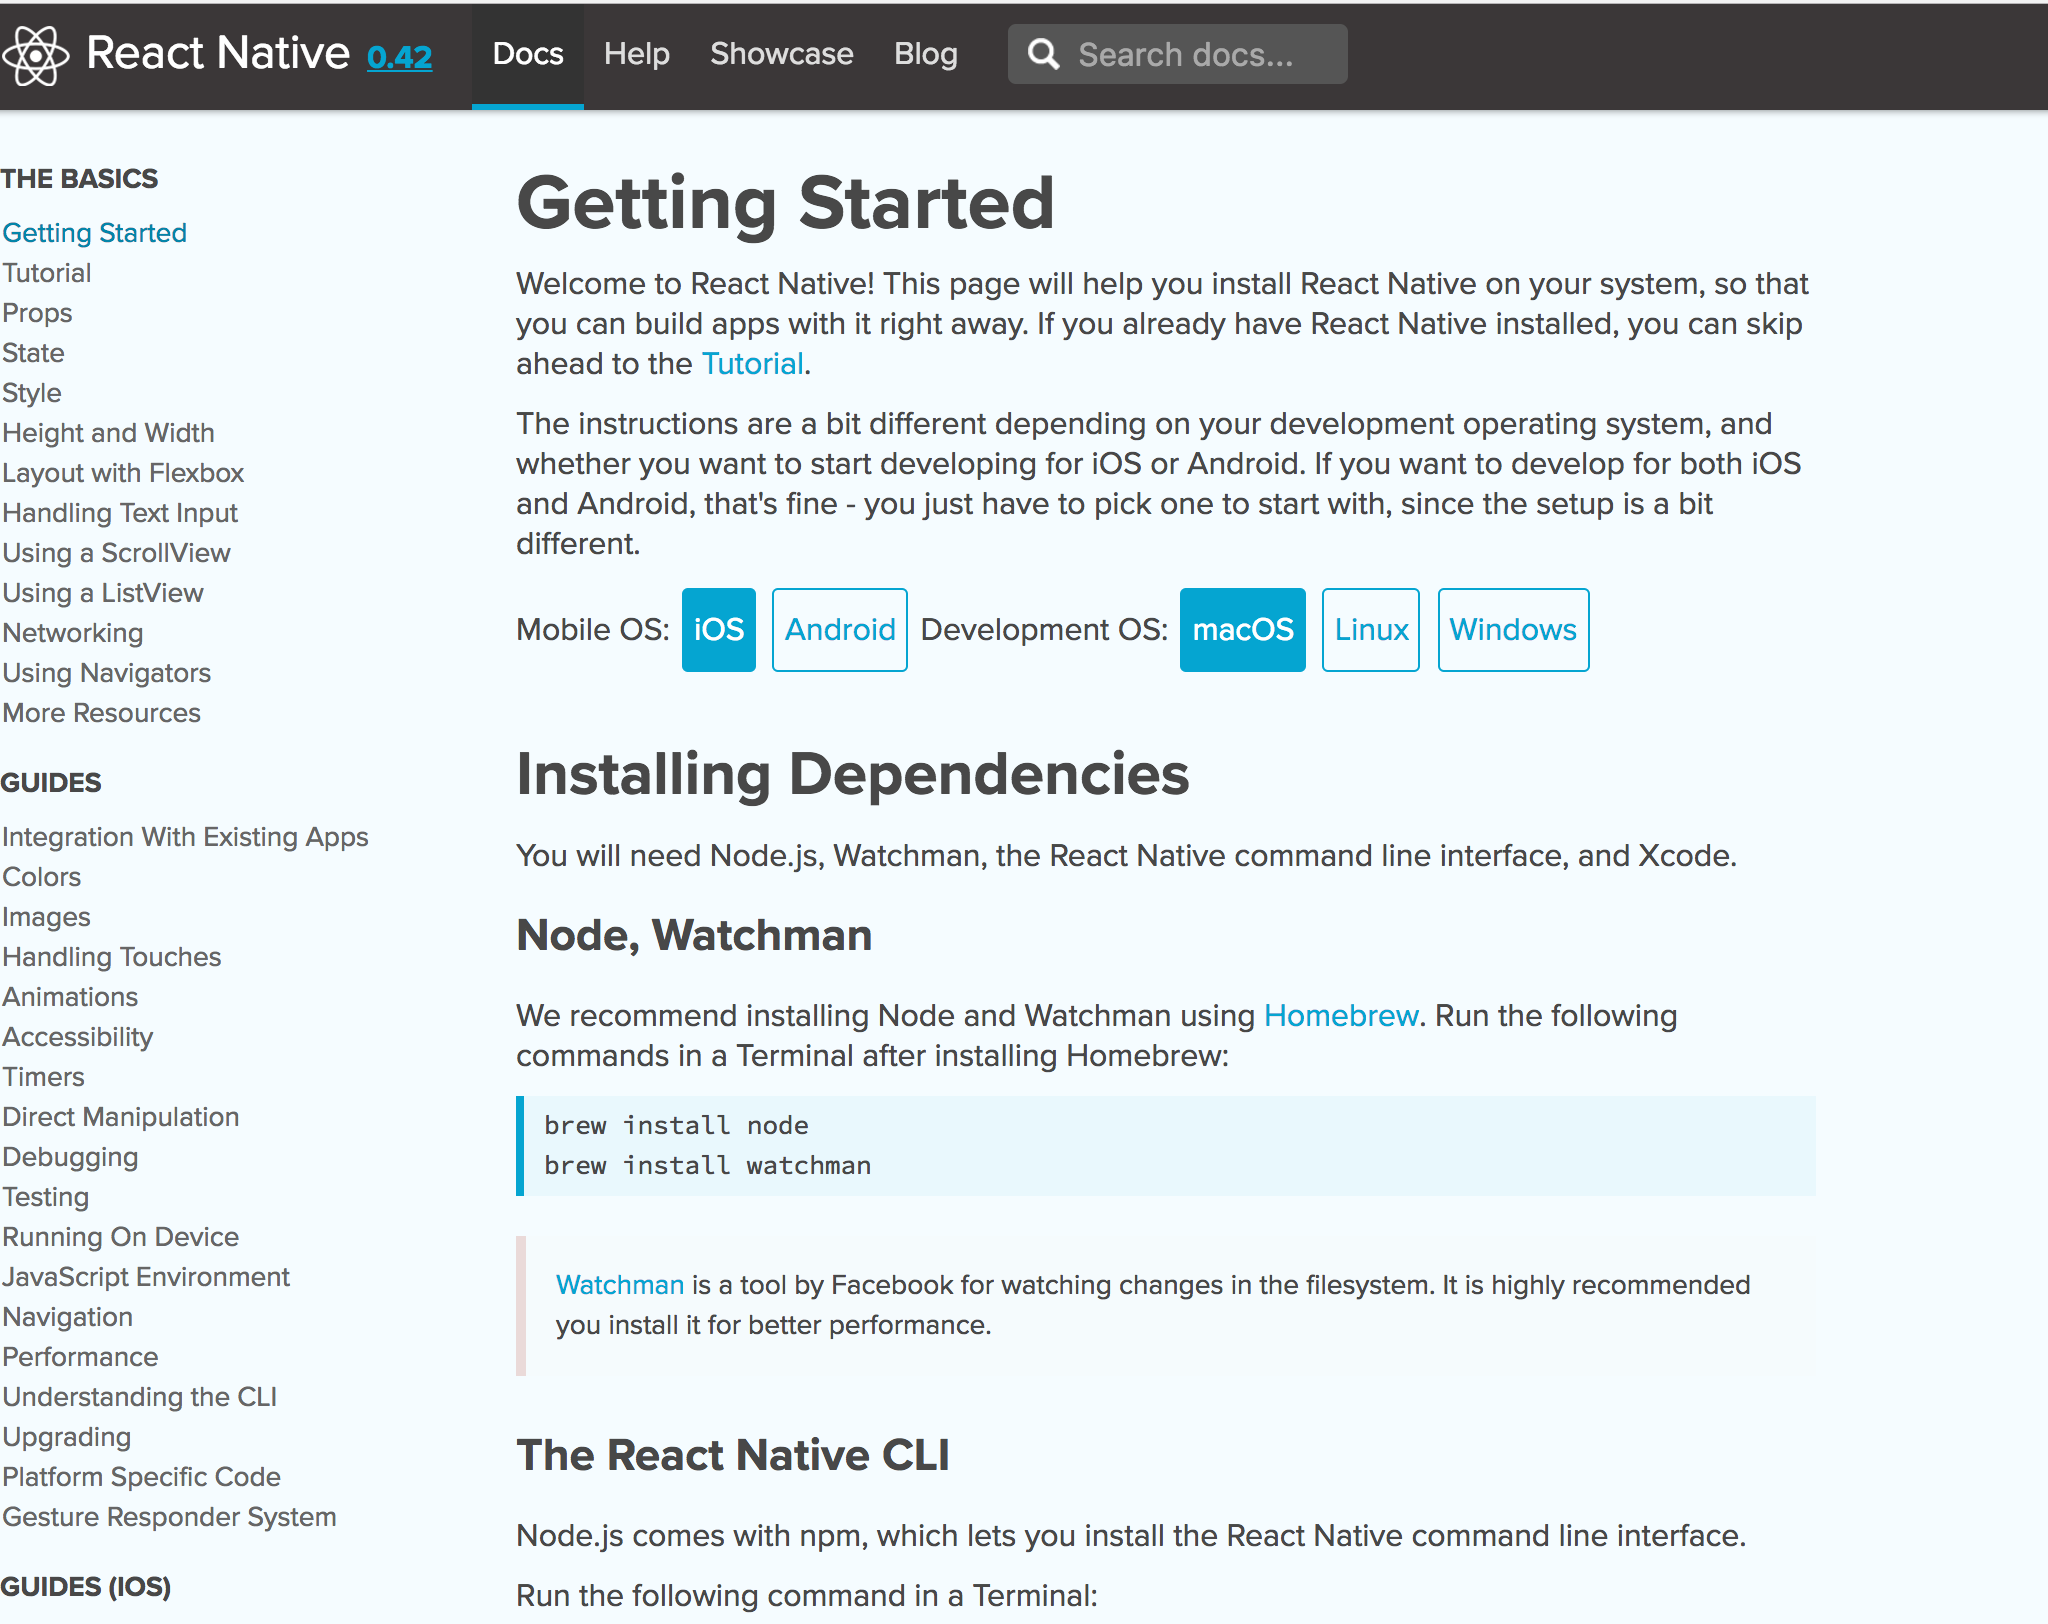 React Native 0.42 Docs Help Showcase Blog Search docs...
THE BASICS
Getting Started
Tutorial
Props
State
Style
Height and Width
Layout with Flexbox
Handling Text Input
Using a ScrollView
Using a ListView
Networking
Using Navigators
More Resources
GUIDES
Integration With Existing Apps
Colors
Images
Handling Touches
Animations
Accessibility
Timers
Direct Manipulation
Debugging
Testing
Running On Device
JavaScript Environment
Navigation
Performance
Understanding the CLI
Upgrading
Platform Specific Code
Gesture Responder System
GUIDES (IOS)
Getting Started
Welcome to React Native! This page will help you install React Native on your system, so that
you can build apps with it right away. If you already have React Native installed, you can skip
ahead to the Tutorial.
The instructions are a bit different depending on your development operating system, and
whether you want to start developing for iOS or Android. If you want to develop for both iOS
and Android, that's fine - you just have to pick one to start with, since the setup is a bit
different.
Mobile OS: iOS Android Development OS: macOS Linux Windows
Installing Dependencies
You will need Node.js, Watchman, the React Native command line interface, and Xcode.
Node, Watchman
We recommend installing Node and Watchman using Homebrew. Run the following
commands in a Terminal after installing Homebrew:
brew install node
brew install watchman
Watchman is a tool by Facebook for watching changes in the filesystem. It is highly recommended
you install it for better performance.
The React Native CLI
Node.js comes with npm, which lets you install the React Native command line interface.
Run the following command in a Terminal: